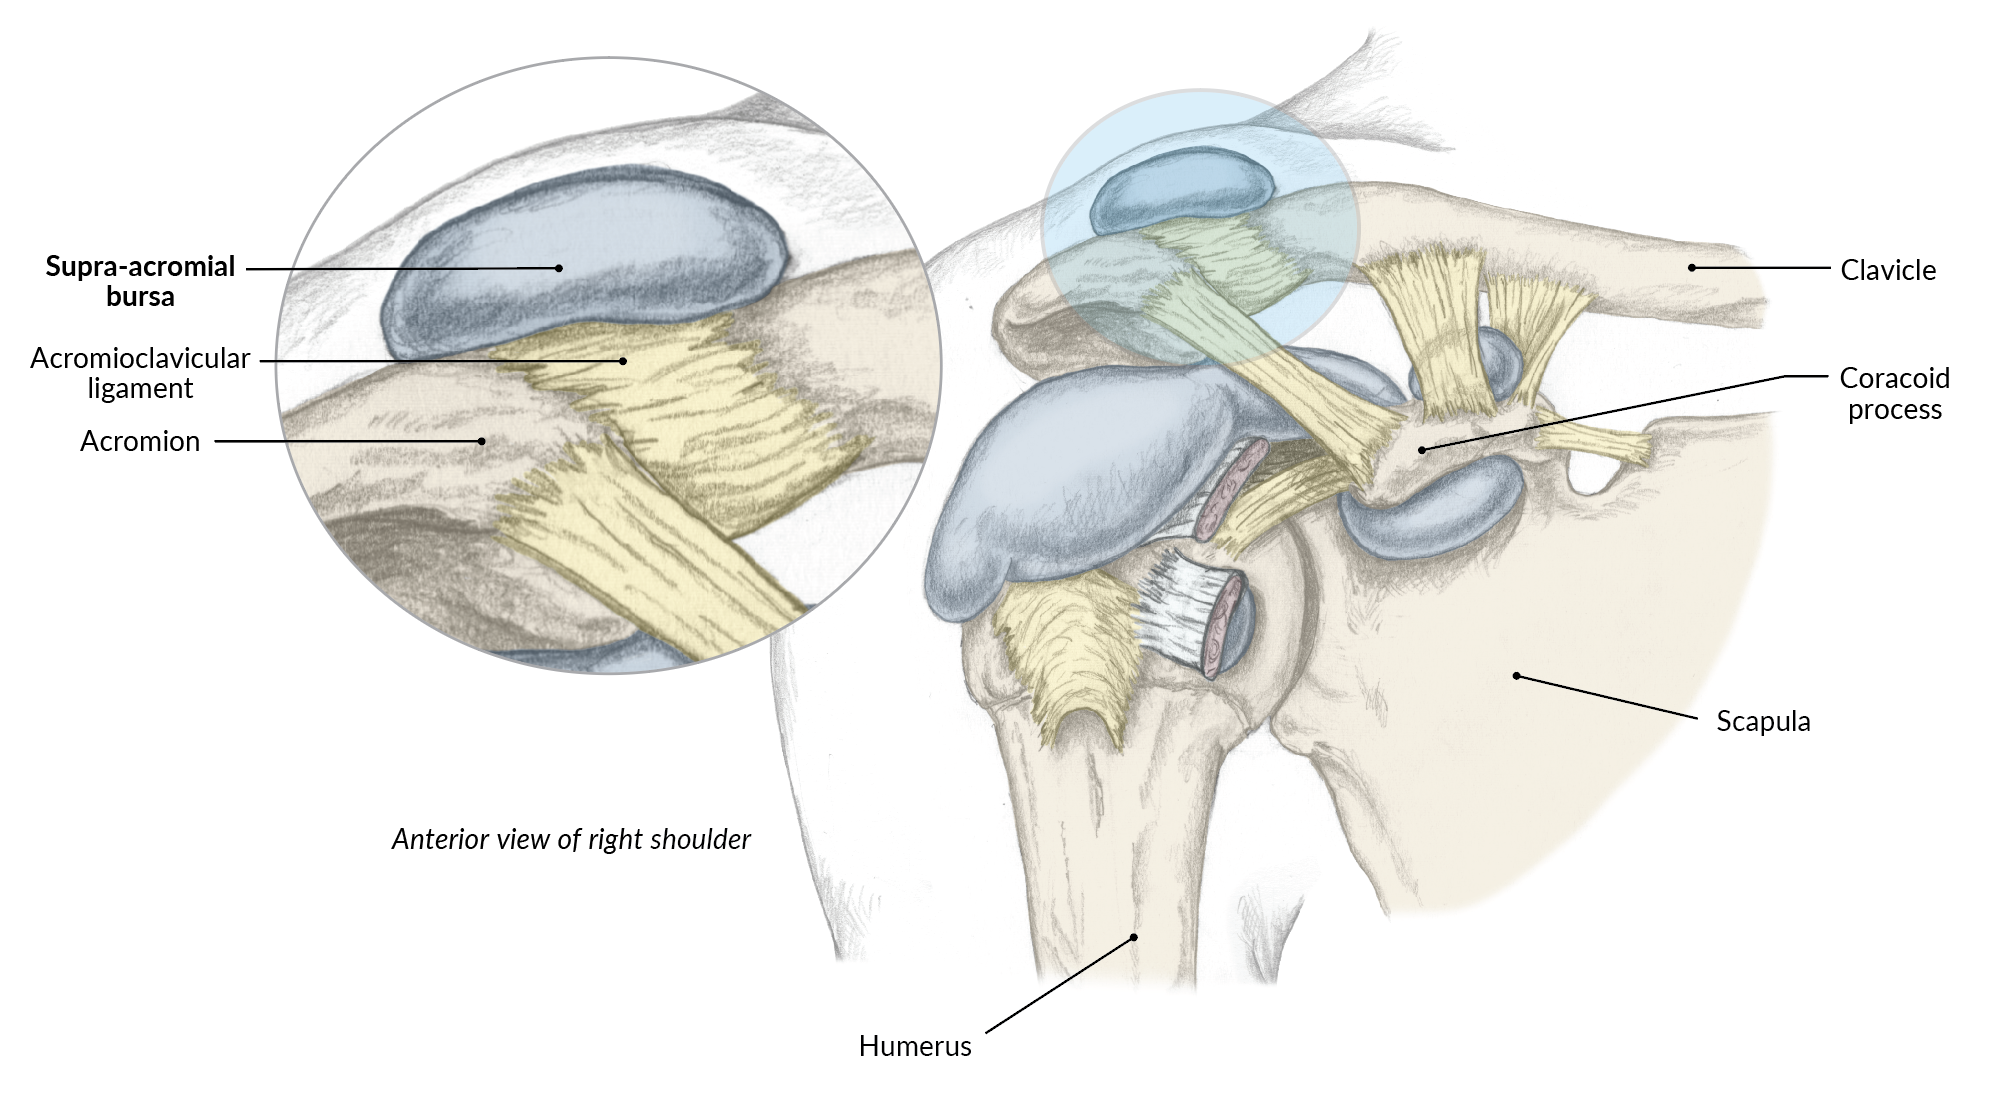 Supra-acromial
bursa
Acromioclavicular
ligament
Acromion
Clavicle
Coracoid
process
Scapula
Anterior view of right shoulder
Humerus